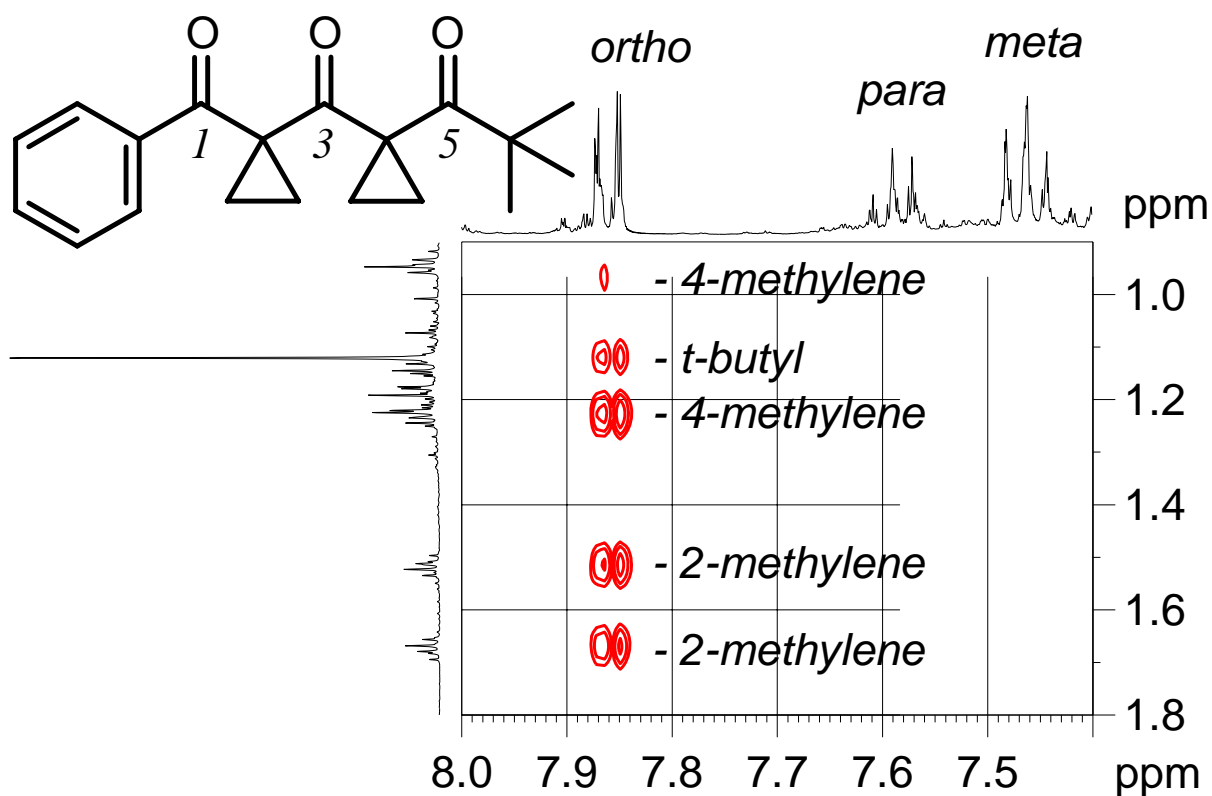 O O O
ortho
para
meta
1 3 5
ppm
- 4-methylene
1.0
- t-butyl
1.2
- 4-methylene
1.4
- 2-methylene
1.6
- 2-methylene
1.8
8.0 7.9 7.8 7.7 7.6 7.5 ppm